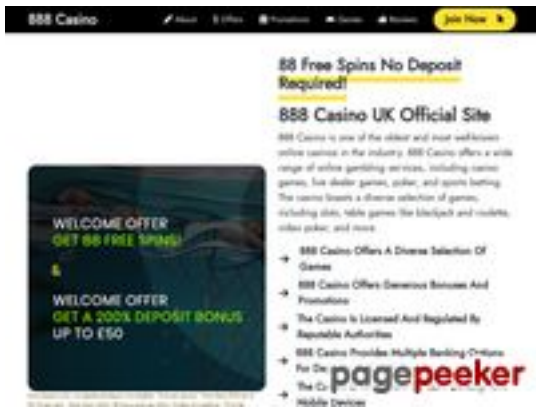 888 Casino
About
Offers
Promotions
Games
Reviews
Join Now
88 Free Spins No Deposit
Required!
888 Casino UK Official Site
888 Casino is one of the oldest and most well-known
online casinos in the industry. 888 Casino offers a wide
range of online gambling services, including casino
games, live dealer games, poker, and sports betting.
The casino boasts a diverse selection of games,
including slots, table games like blackjack and roulette,
video poker, and more.
888 Casino Offers A Diverse Selection Of
Games
888 Casino Offers Generous Bonuses And
Promotions
The Casino Is Licensed And Regulated By
Reputable Authorities
888 Casino Provides Multiple Banking Options
For
The
Mobile Devices
WELCOME OFFER
GET 88 FREE SPINS!
&
WELCOME OFFER
GET A 200% DEPOSIT BONUS
UP TO £50
pagepeeker